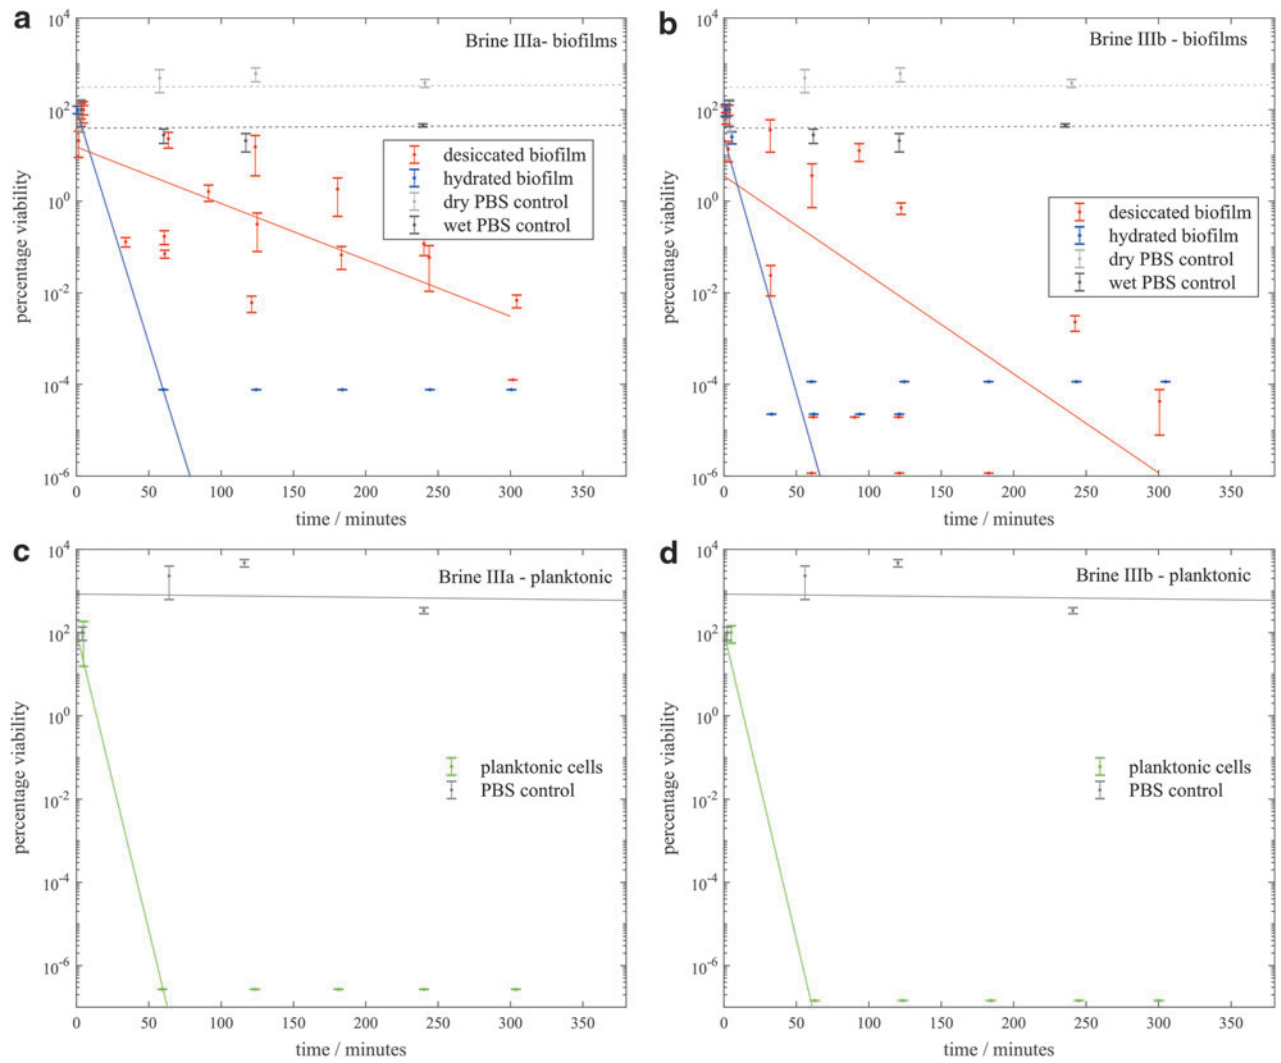 a
Brine IIIa- biofilms
10^4
10^2
10^0
10^-2
10^-4
10^-6
percentage viability
desiccated biofilm
hydrated biofilm
dry PBS control
wet PBS control
0 50 100 150 200 250 300 350
time / minutes
b
Brine IIIb - biofilms
10^4
10^2
10^0
10^-2
10^-4
10^-6
percentage viability
desiccated biofilm
hydrated biofilm
dry PBS control
wet PBS control
0 50 100 150 200 250 300 350
time / minutes
c
Brine IIIa - planktonic
10^4
10^2
10^0
10^-2
10^-4
10^-6
percentage viability
planktonic cells
PBS control
0 50 100 150 200 250 300 350
time / minutes
d
Brine IIIb - planktonic
10^4
10^2
10^0
10^-2
10^-4
10^-6
percentage viability
planktonic cells
PBS control
0 50 100 150 200 250 300 350
time / minutes